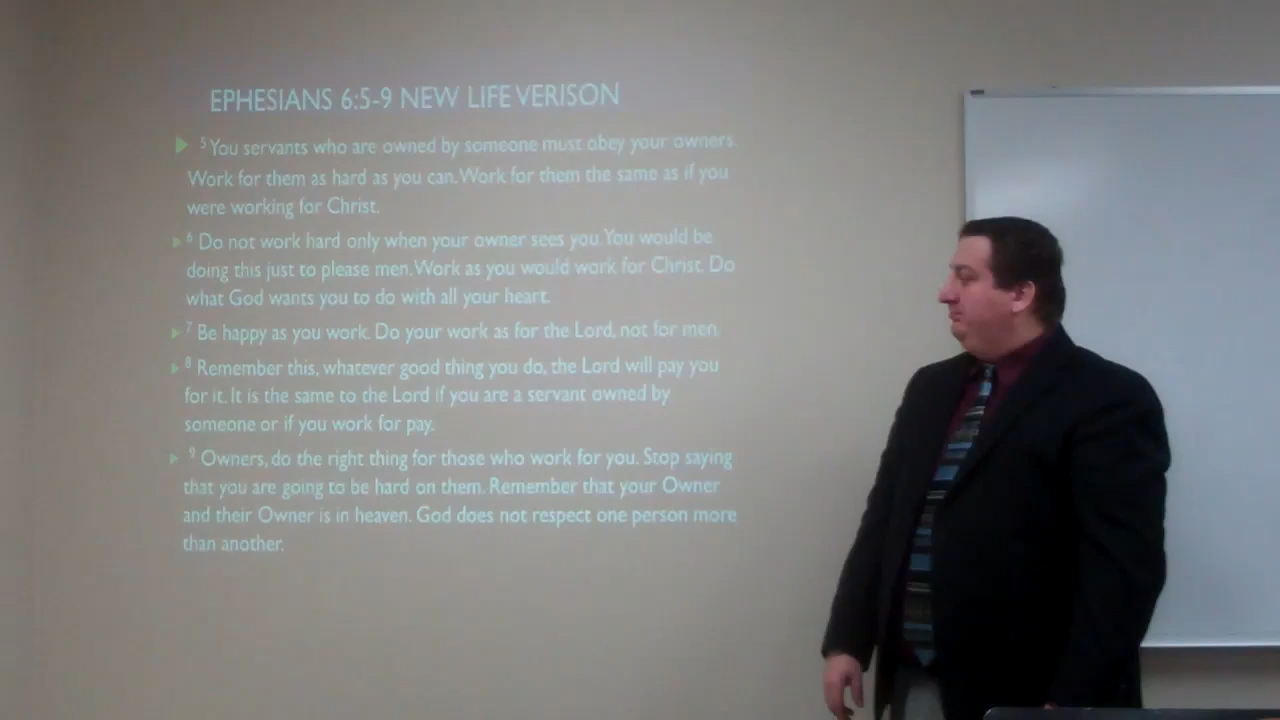 EPHESIANS 6:5-9 NEW LIFE VERISON
5 You servants who are owned by someone must obey your owners.
Work for them as hard as you can. Work for them the same as if you
were working for Christ.
6 Do not work hard only when your owner sees you. You would be
doing this just to please men. Work as you would work for Christ. Do
what God wants you to do with all your heart.
7 Be happy as you work. Do your work as for the Lord, not for men.
8 Remember this, whatever good thing you do, the Lord will pay you
for it. It is the same to the Lord if you are a servant owned by
someone or if you work for pay.
9 Owners, do the right thing for those who work for you. Stop saying
that you are going to be hard on them. Remember that your Owner
and their Owner is in heaven. God does not respect one person more
than another.